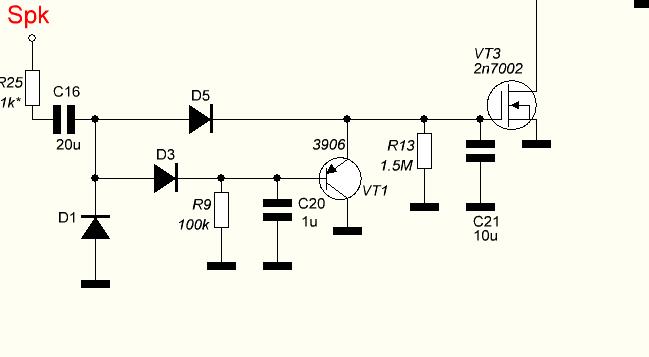 Spk
R25
1k*
C16
20u
D5
VT3
2n7002
D3
3906
R13
1.5M
VT1
D1
R9
100k
C20
1u
C21
10u